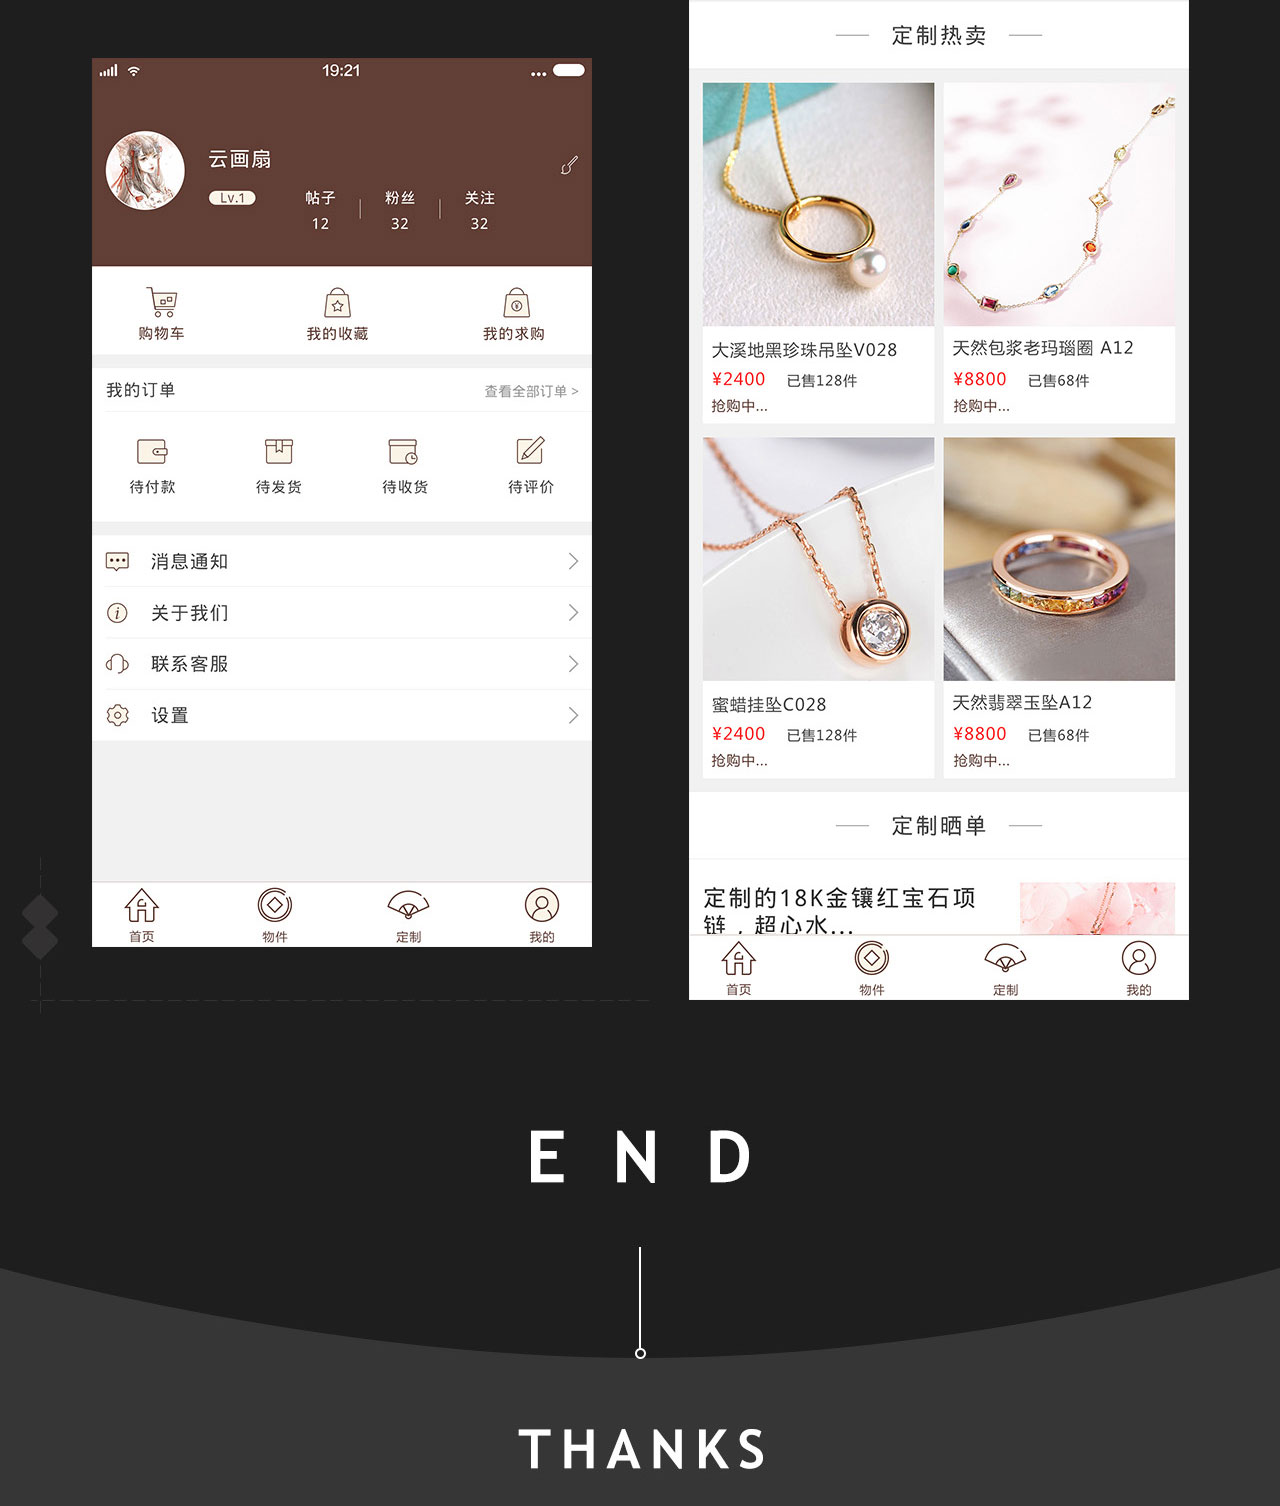 19:21
云画扇
Lv.1
帖子
粉丝
关注
12
32
32
购物车
我的收藏
我的求购
我的订单
查看全部订单 >
待付款
待发货
待收货
待评价
消息通知
关于我们
联系客服
设置
首页
物件
定制
我的
定制热卖
大溪地黑珍珠吊坠V028
¥2400 已售128件
抢购中...
天然包浆老玛瑙圈 A12
¥8800 已售68件
抢购中...
蜜蜡挂坠C028
¥2400 已售128件
抢购中...
天然翡翠玉坠A12
¥8800 已售68件
抢购中...
定制晒单
定制的18K金镶红宝石项
链，超心水...
首页
物件
定制
我的
END
THANKS